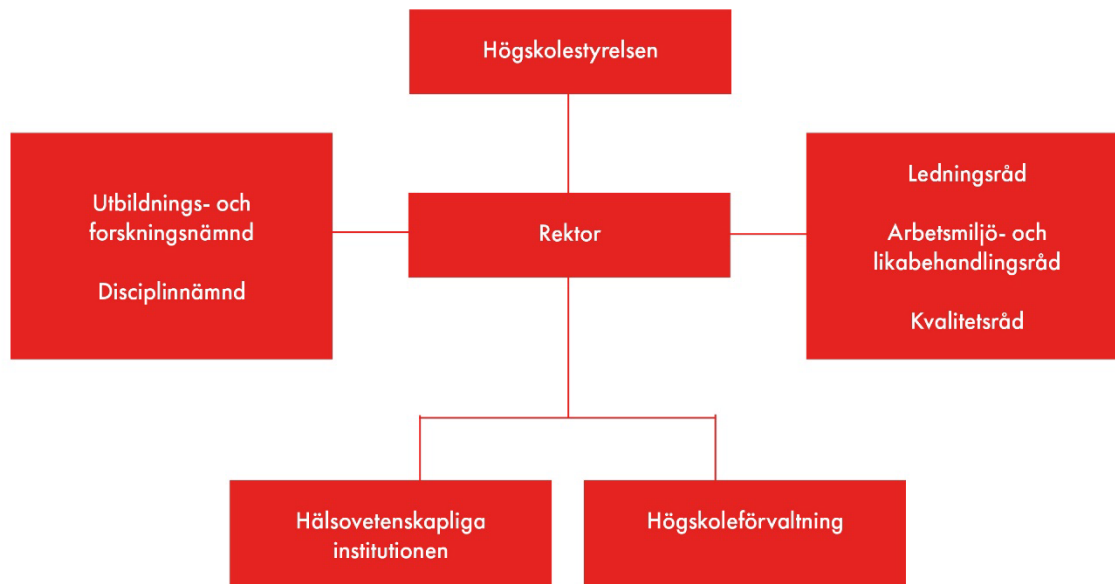 Högskolestyrelsen
Utbildnings- och
forskningsnämnd
Disciplinnämnd
Rektor
Ledningsråd
Arbetsmiljö- och
likabehandlingsråd
Kvalitetsråd
Hälsovetenskapliga
institutionen
Högskoleförvaltning